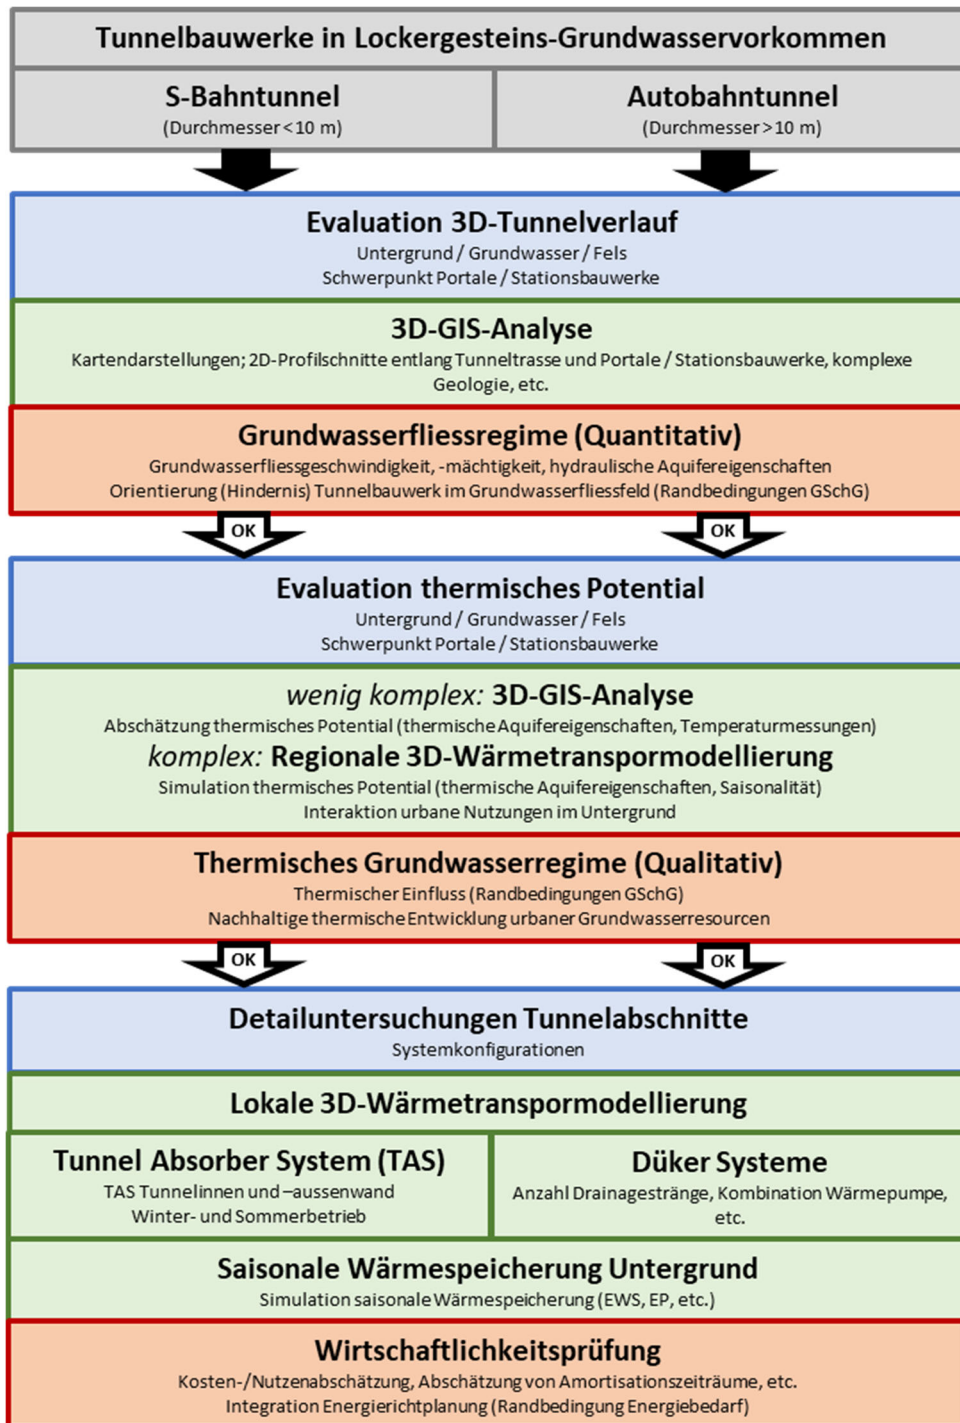 Tunnelbauwerke in Lockergesteins-Grundwasservorkommen
S-Bahntunnel
(Durchmesser < 10 m)
Autobahntunnel
(Durchmesser > 10 m)
Evaluation 3D-Tunnelverlauf
Untergrund / Grundwasser / Fels
Schwerpunkt Portale / Stationsbauwerke
3D-GIS-Analyse
Kartendarstellungen; 2D-Profilschnitte entlang Tunneltrasse und Portale / Stationsbauwerke, komplexe
Geologie, etc.
Grundwasserfliessregime (Quantitativ)
Grundwasserfliessgeschwindigkeit, -mächtigkeit, hydraulische Aquifereigenschaften
Orientierung (Hindernis) Tunnelbauwerk im Grundwasserfliessfeld (Randbedingungen GSchG)
OK
OK
Evaluation thermisches Potential
Untergrund / Grundwasser / Fels
Schwerpunkt Portale / Stationsbauwerke
wenig komplex: 3D-GIS-Analyse
Abschätzung thermisches Potential (thermische Aquifereigenschaften, Temperaturmessungen)
komplex: Regionale 3D-Wärmetranspormodellierung
Simulation thermisches Potential (thermische Aquifereigenschaften, Saisonalität)
Interaktion urbane Nutzungen im Untergrund
Thermisches Grundwasserregime (Qualitativ)
Thermischer Einfluss (Randbedingungen GSchG)
Nachhaltige thermische Entwicklung urbaner Grundwasserresourcen
OK
OK
Detailuntersuchungen Tunnelabschnitte
Systemkonfigurationen
Lokale 3D-Wärmetranspormodellierung
Tunnel Absorber System (TAS)
TAS Tunnelinnen und –aussenwand
Winter- und Sommerbetrieb
Düker Systeme
Anzahl Drainagestränge, Kombination Wärmepumpe,
etc.
Saisonale Wärmespeicherung Untergrund
Simulation saisonale Wärmespeicherung (EWS, EP, etc.)
Wirtschaftlichkeitsprüfung
Kosten-/Nutzenabschätzung, Abschätzung von Amortisationszeiträume, etc.
Integration Energierichtplanung (Randbedingung Energiebedarf)